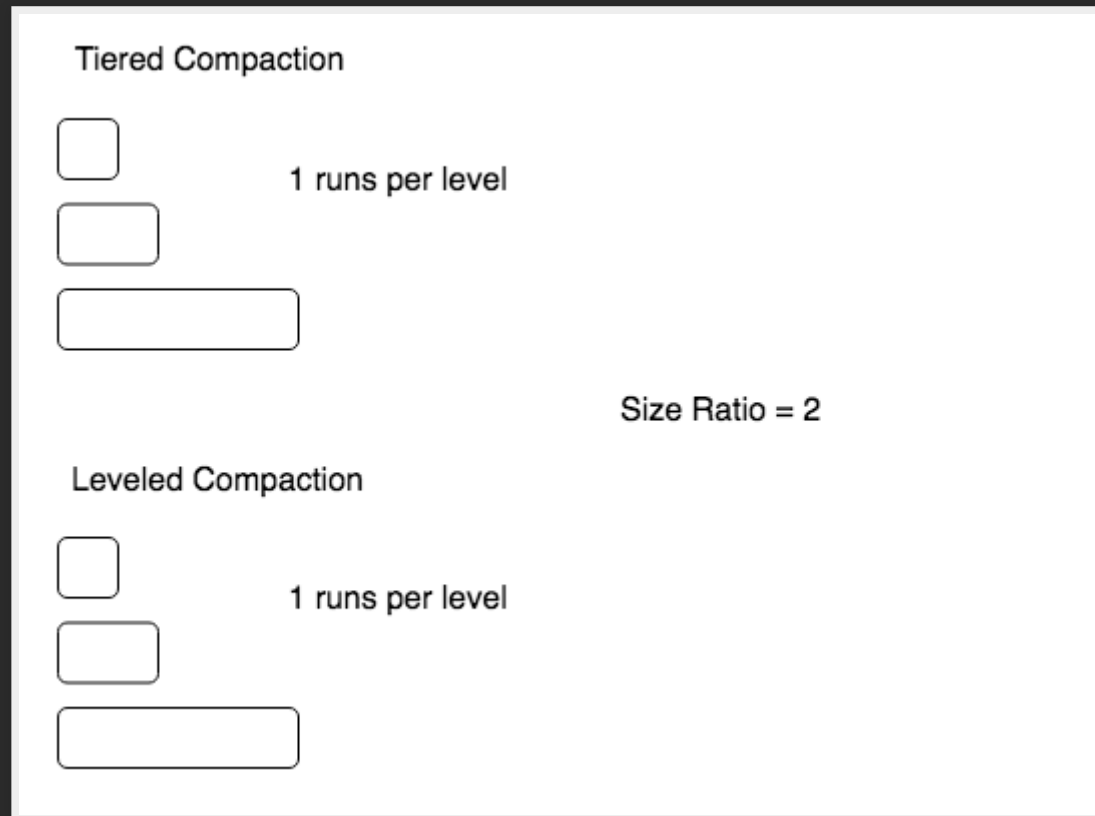 Tiered Compaction
1 runs per level
Size Ratio = 2
Leveled Compaction
1 runs per level